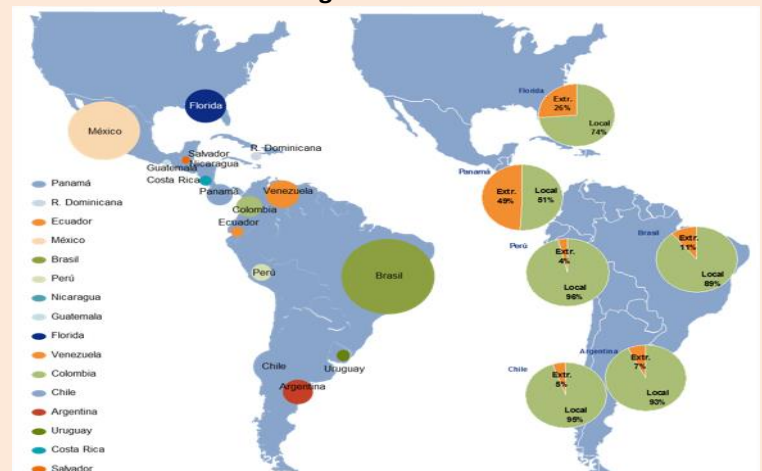 Florida
México
R. Dominicana
Salvador
Nicaragua
Guatemala
Costa Rica
Panamá
Venezuela
Colombia
Ecuador
Perú
Brasil
Chile
Uruguay
Argentina
Panamá
R. Dominicana
Ecuador
México
Brasil
Perú
Nicaragua
Guatemala
Florida
Venezuela
Colombia
Chile
Argentina
Uruguay
Costa Rica
Salvador
Florida
Extr.
26%
Local
74%
Panamá
Extr.
49%
Local
51%
Perú
Extr.
4%
Local
96%
Brasil
Extr.
11%
Local
89%
Chile
Extr.
5%
Local
95%
Argentina
Extr.
7%
Local
93%